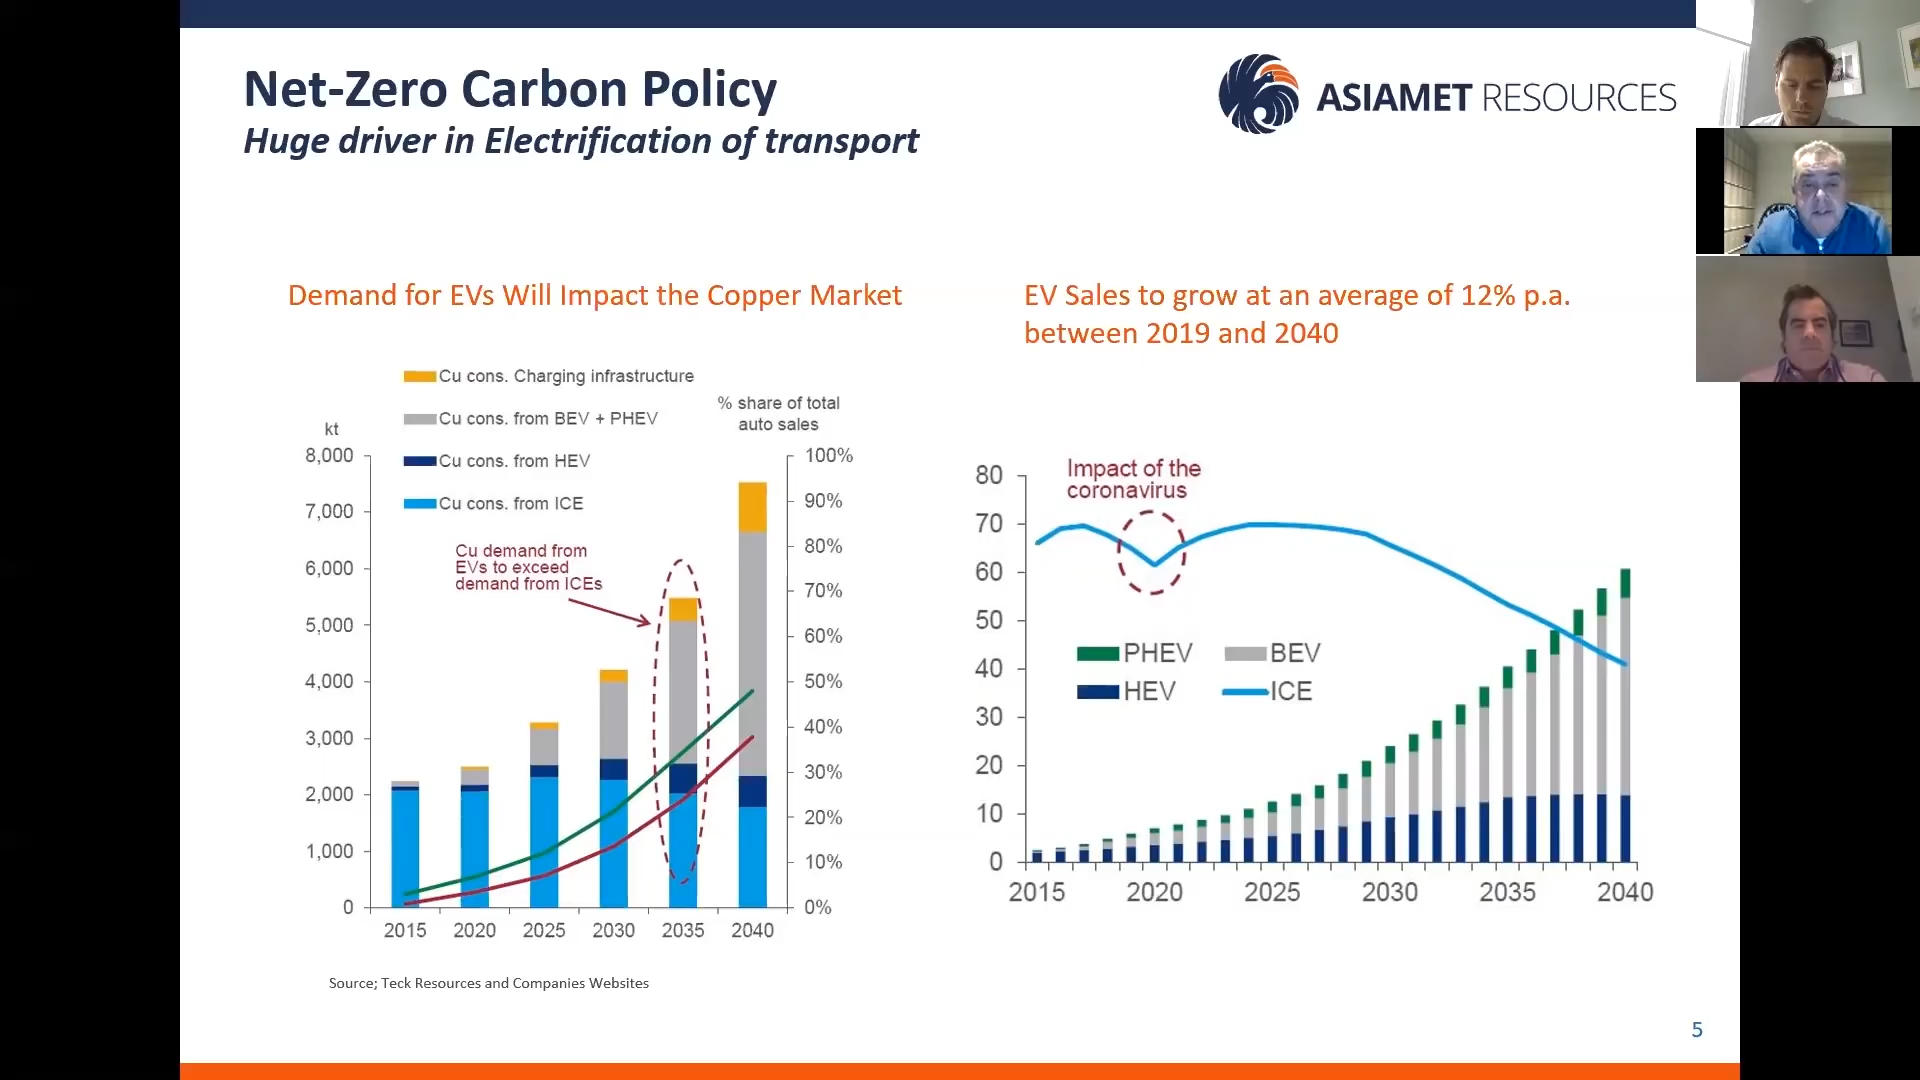 Net-Zero Carbon Policy
Huge driver in Electrification of transport
ASIAMET RESOURCES
Demand for EVs Will Impact the Copper Market
Cu cons. Charging infrastructure
Cu cons. from BEV + PHEV
Cu cons. from HEV
Cu cons. from ICE
% share of total
auto sales
kt
8,000
7,000
6,000
5,000
4,000
3,000
2,000
1,000
0
100%
90%
80%
70%
60%
50%
40%
30%
20%
10%
0%
Cu demand from
EVs to exceed
demand from ICEs
2015 2020 2025 2030 2035 2040
Source; Teck Resources and Companies Websites
EV Sales to grow at an average of 12% p.a.
between 2019 and 2040
Impact of the
coronavirus
80
70
60
50
40
30
20
10
0
PHEV BEV
HEV ICE
2015 2020 2025 2030 2035 2040
5